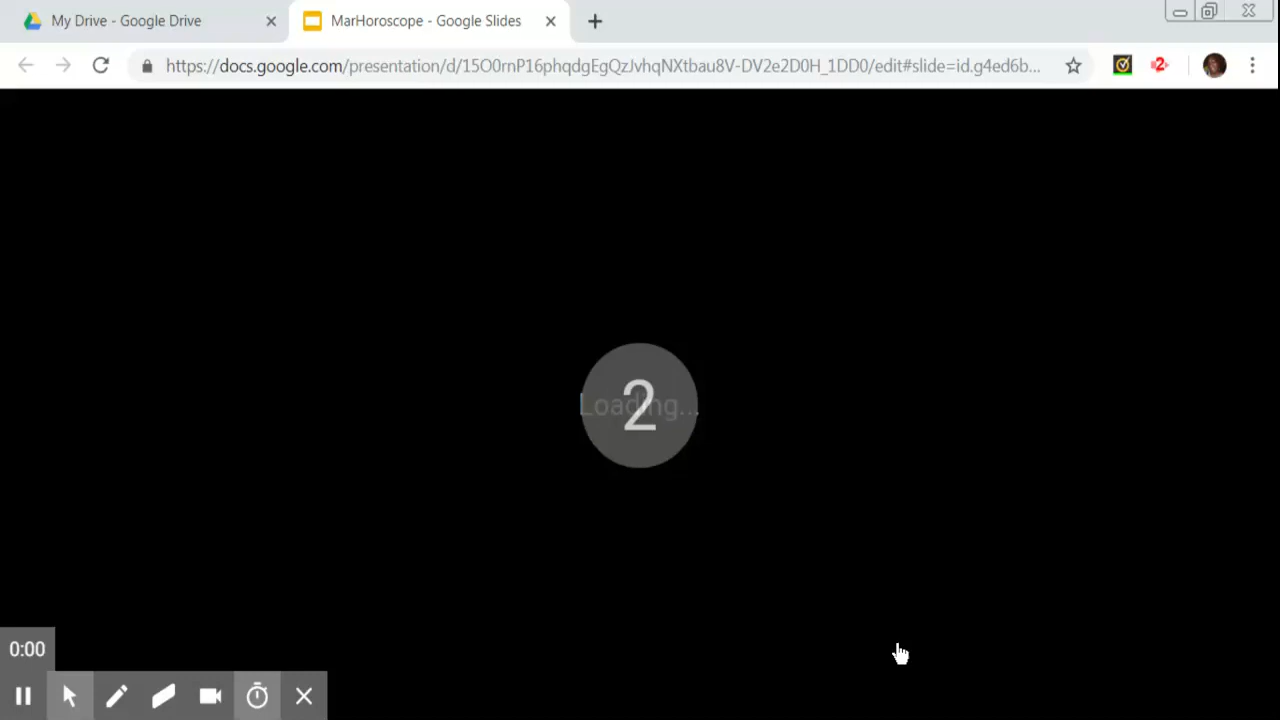 My Drive - Google Drive
MarHoroscope - Google Slides
https://docs.google.com/presentation/d/15O0rnP16phqdgEgQzJvhqNXtbau8V-DV2e2D0H_1DD0/edit#slide=id.g4ed6b...
2
Loading...
2
0:00